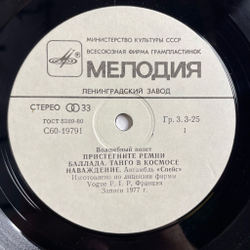 МИНИСТЕРСТВО КУЛЬТУРЫ СССР
ВСЕСОЮЗНАЯ ФИРМА ГРАМПЛАСТИНОК
МЕЛОДИЯ
ЛЕНИНГРАДСКИЙ ЗАВОД
СТЕРЕО 33
ГОСТ 5289-80
Гр. 3.3-25
С60-19791
1
Волшебный полет
ПРИСТЕГНИТЕ РЕМНИ
БАЛЛАДА. ТАНГО В КОСМОСЕ
НАВАЖДЕНИЕ. Ансамбль «Спейс»
Изготовлено по лицензии фирмы
Vogue P. I. P, Франция
Записи 1977 г.